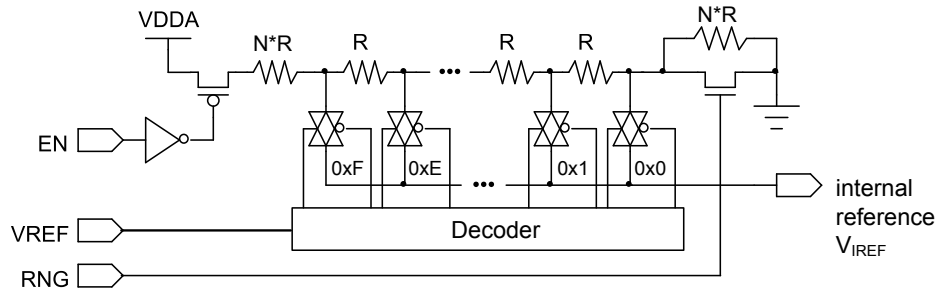 VDDA
N*R
R
R
R
N*R
EN
0xF
0xE
0x1
0x0
internal
reference
VIREF
VREF
Decoder
RNG